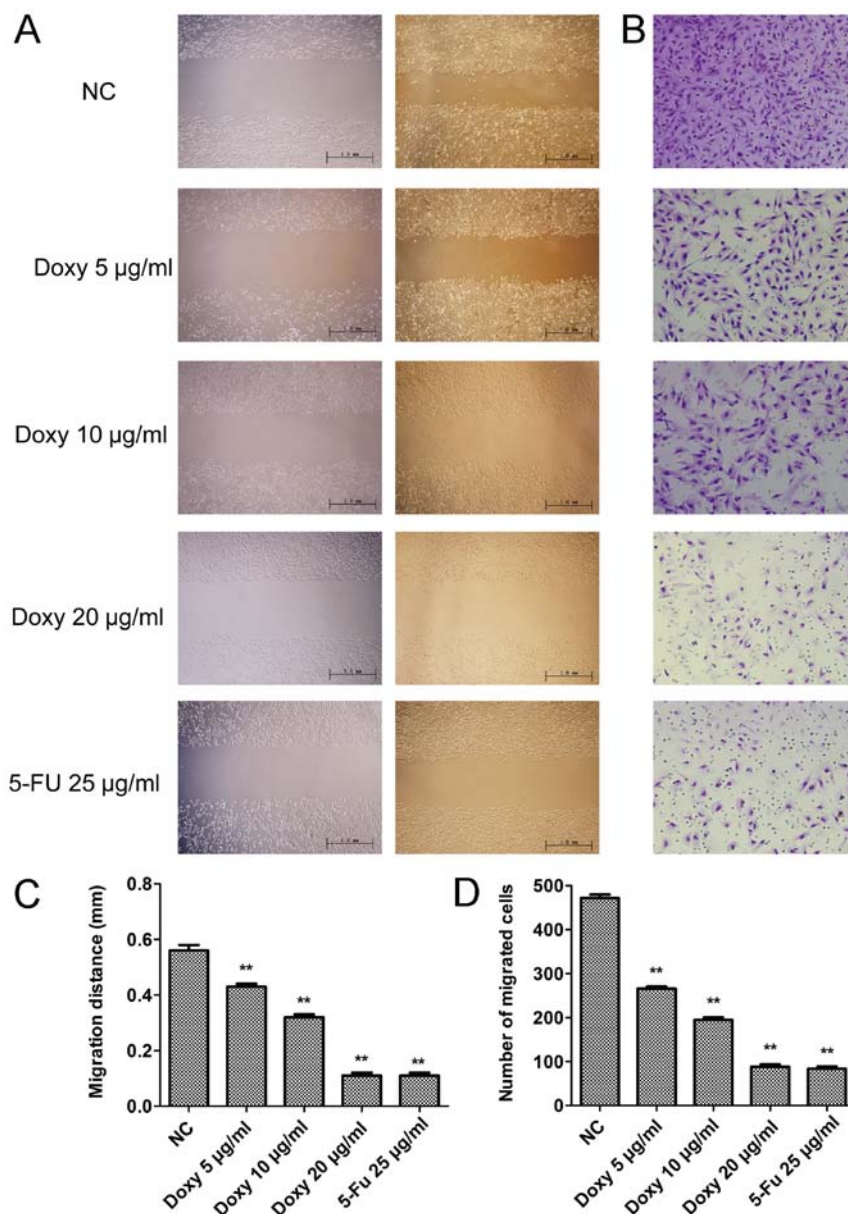 A
B
NC
Doxy 5 µg/ml
Doxy 10 µg/ml
Doxy 20 µg/ml
5-FU 25 µg/ml
C
Migration distance (mm)
0.8
0.6
0.4
0.2
0.0
**
**
**
**
NC
Doxy 5 µg/ml
Doxy 10 µg/ml
Doxy 20 µg/ml
5-Fu 25 µg/ml
D
Number of migrated cells
500
400
300
200
100
0
**
**
**
**
NC
Doxy 5 µg/ml
Doxy 10 µg/ml
Doxy 20 µg/ml
5-Fu 25 µg/ml